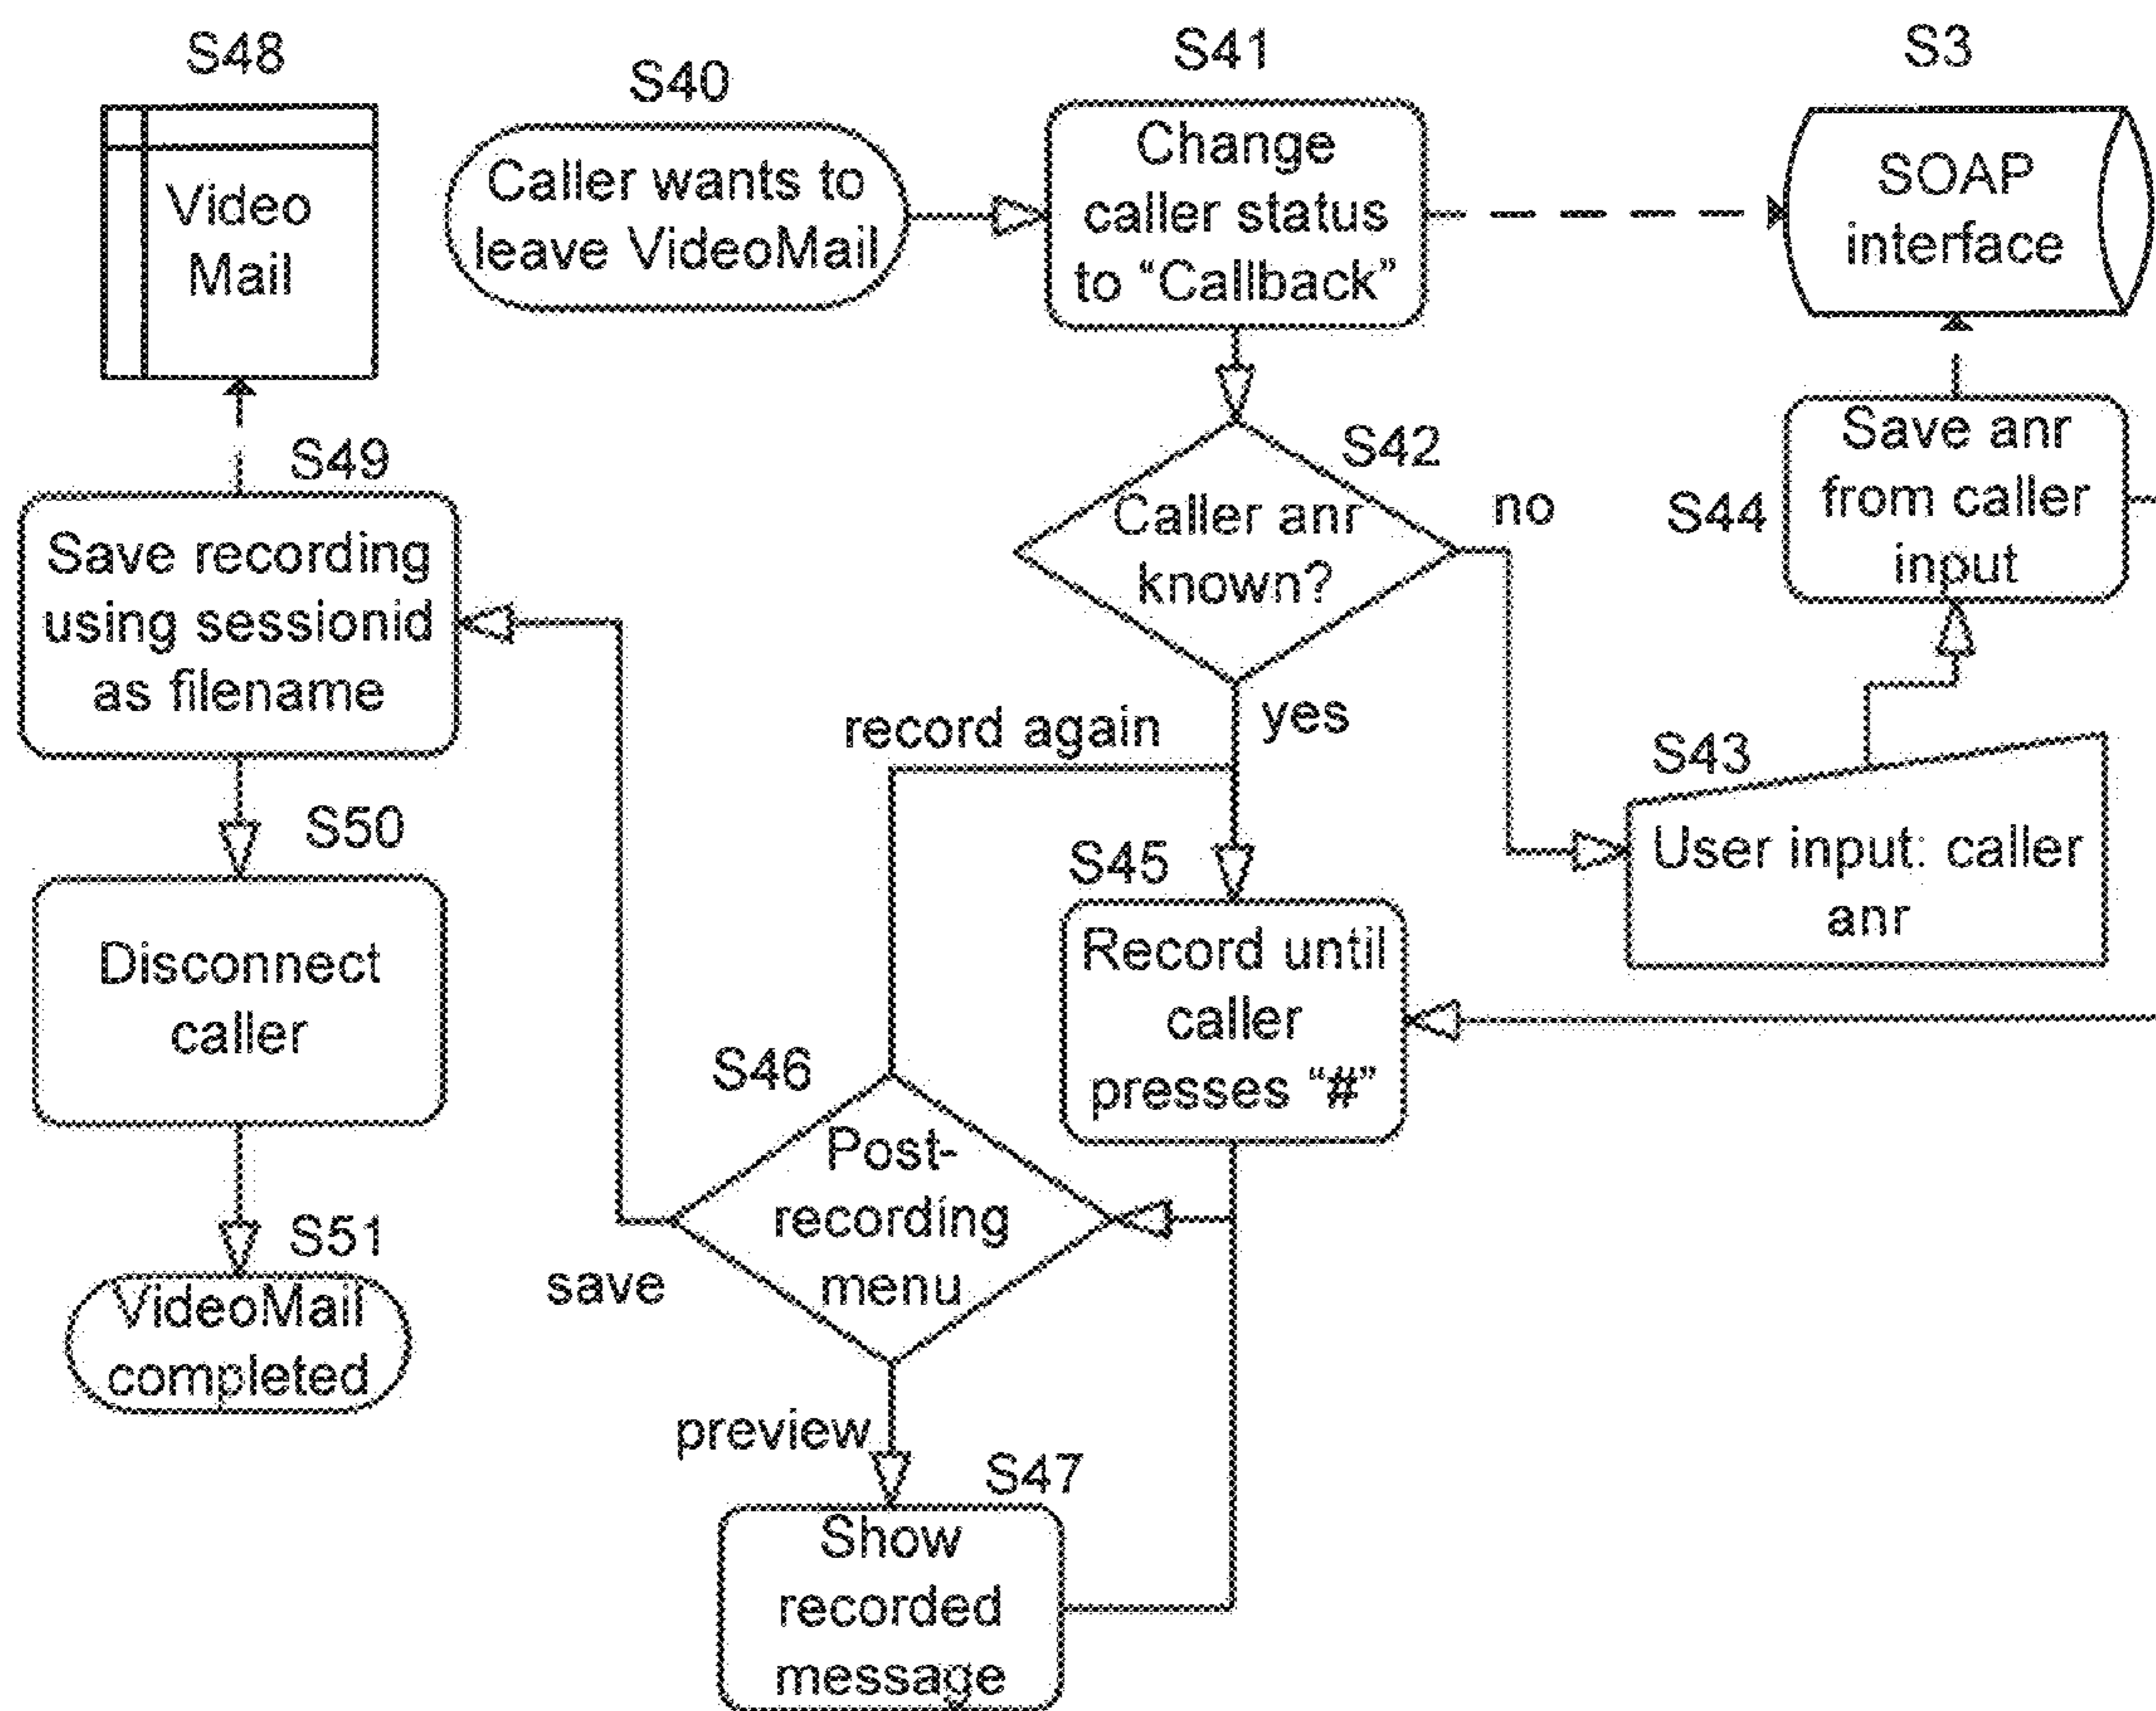 S48
Video
Mail
S40
Caller wants to
leave VideoMail
S41
Change
caller status
to “Callback”
S3
SOAP
interface
S49
Save recording
using sessionid
as filename
S42
Caller anr
known?
no
yes
S44
Save anr
from caller
input
record again
S43
User input: caller
anr
S50
Disconnect
caller
S45
Record until
caller
presses “#”
S46
Post-
recording
menu
save
S51
VideoMail
completed
preview
S47
Show
recorded
message